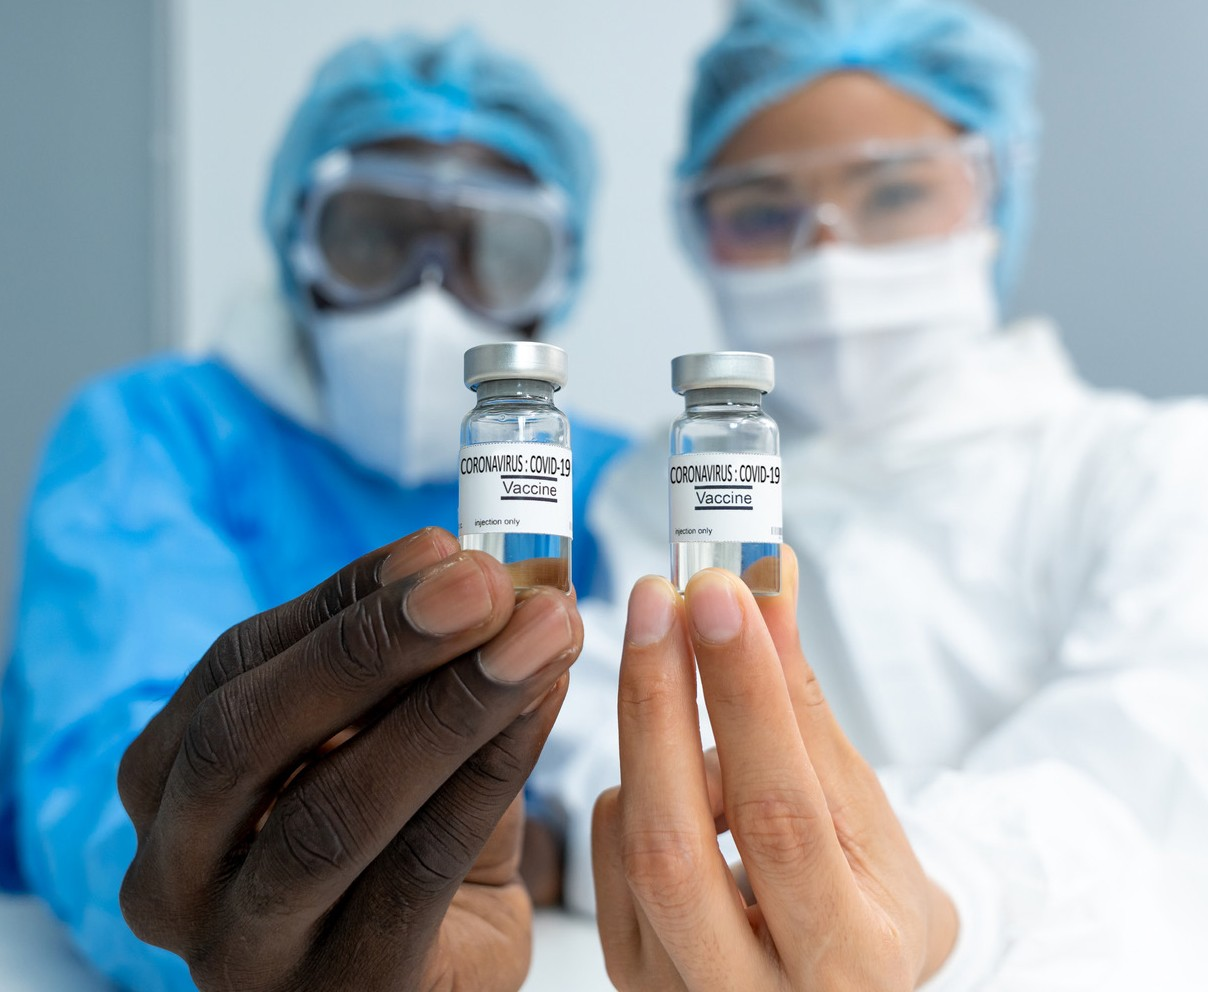 CORONAVIRUS : COVID-19
Vaccine
injection only
CORONAVIRUS : COVID-19
Vaccine
injection only